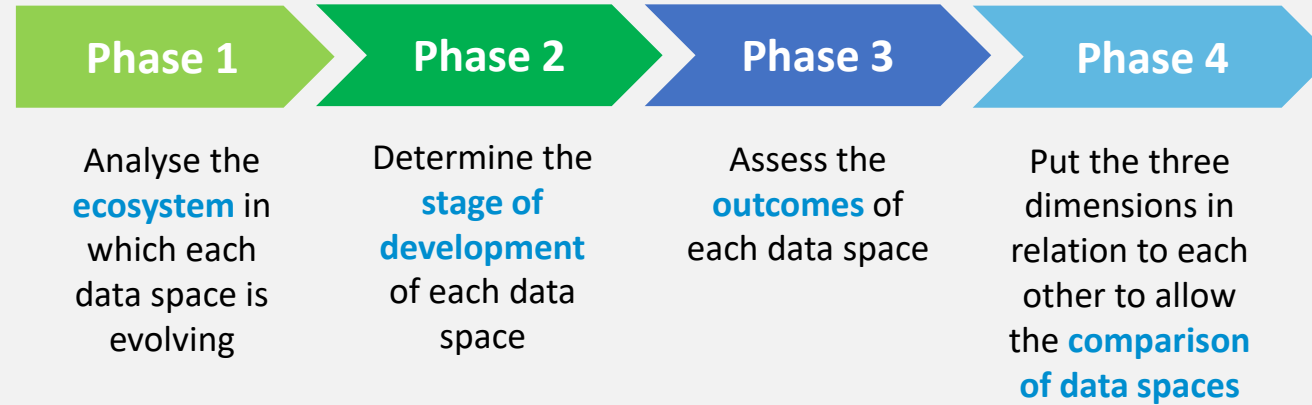 Phase 1
Analyse the
ecosystem in
which each
data space is
evolving
Phase 2
Determine the
stage of
development
of each data
space
Phase 3
Assess the
outcomes of
each data space
Phase 4
Put the three
dimensions in
relation to each
other to allow
the comparison
of data spaces